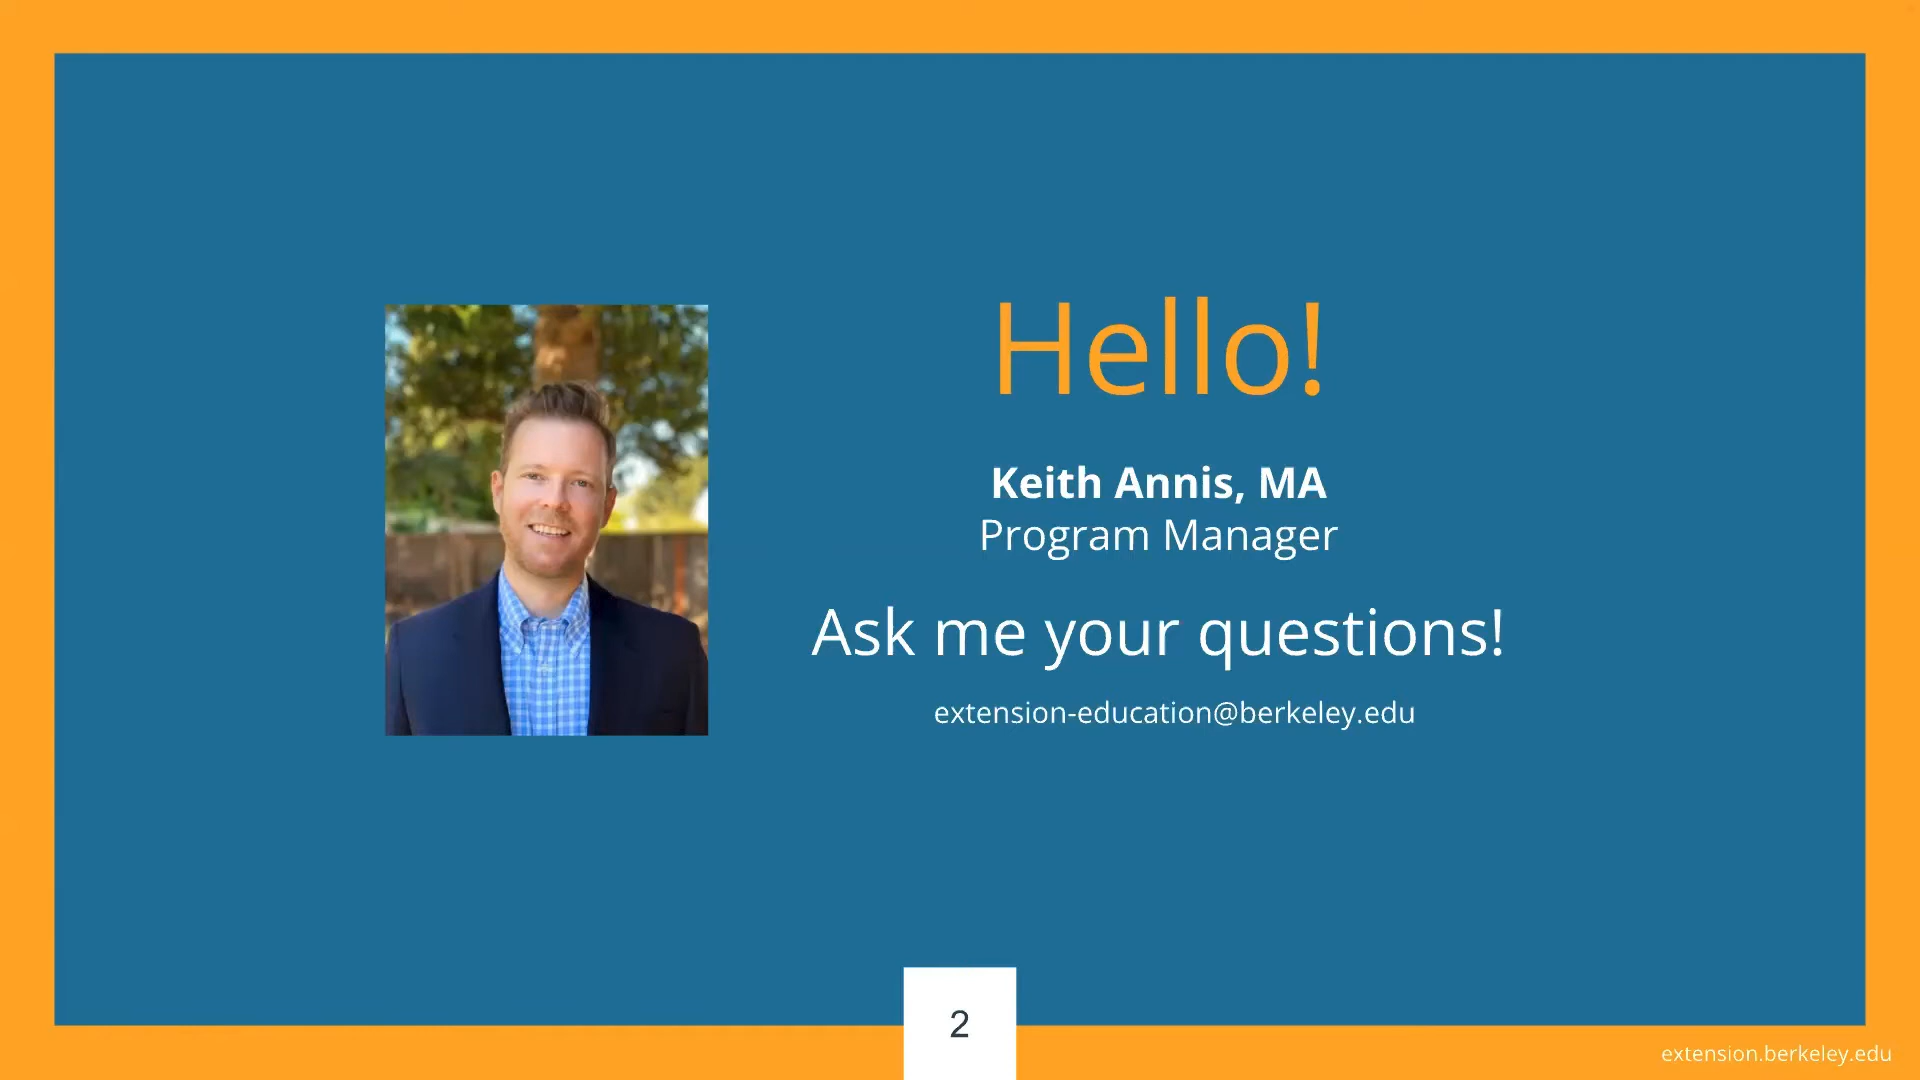 Hello!
Keith Annis, MA
Program Manager
Ask me your questions!
extension-education@berkeley.edu
2
extension.berkeley.edu